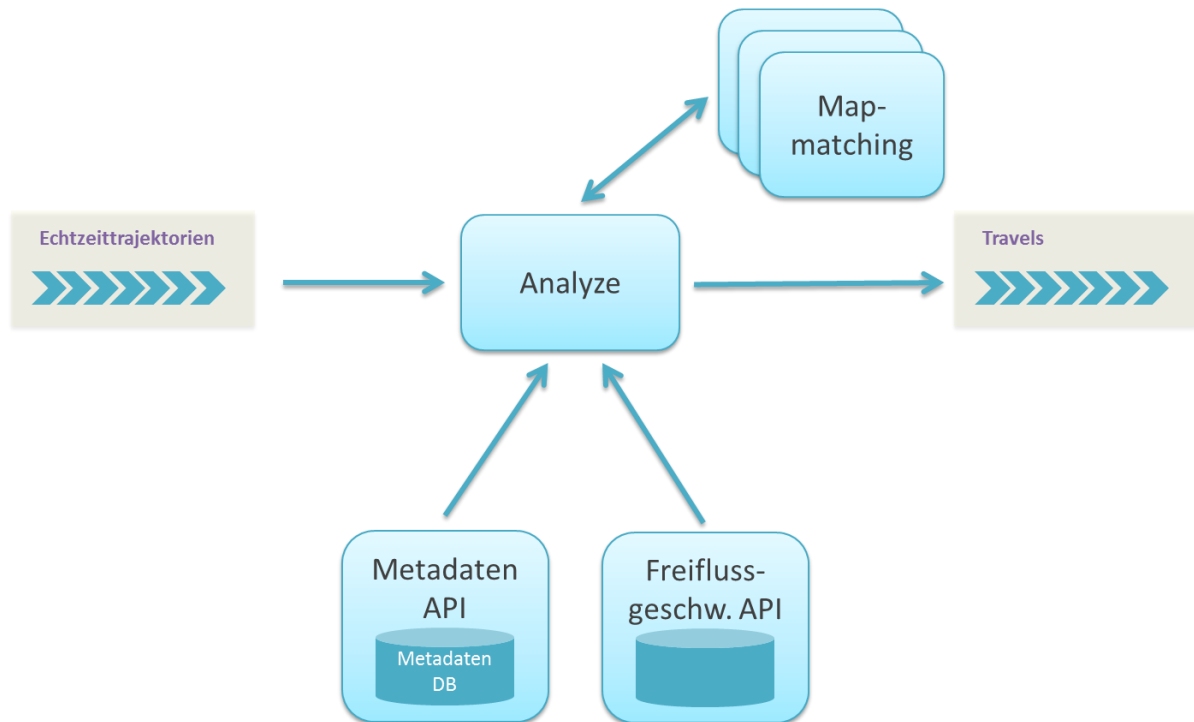 Map-
matching
Echtzeittrajektorien
Analyze
Travels
Metadaten
API
Metadaten
DB
Freifluss-
geschw. API